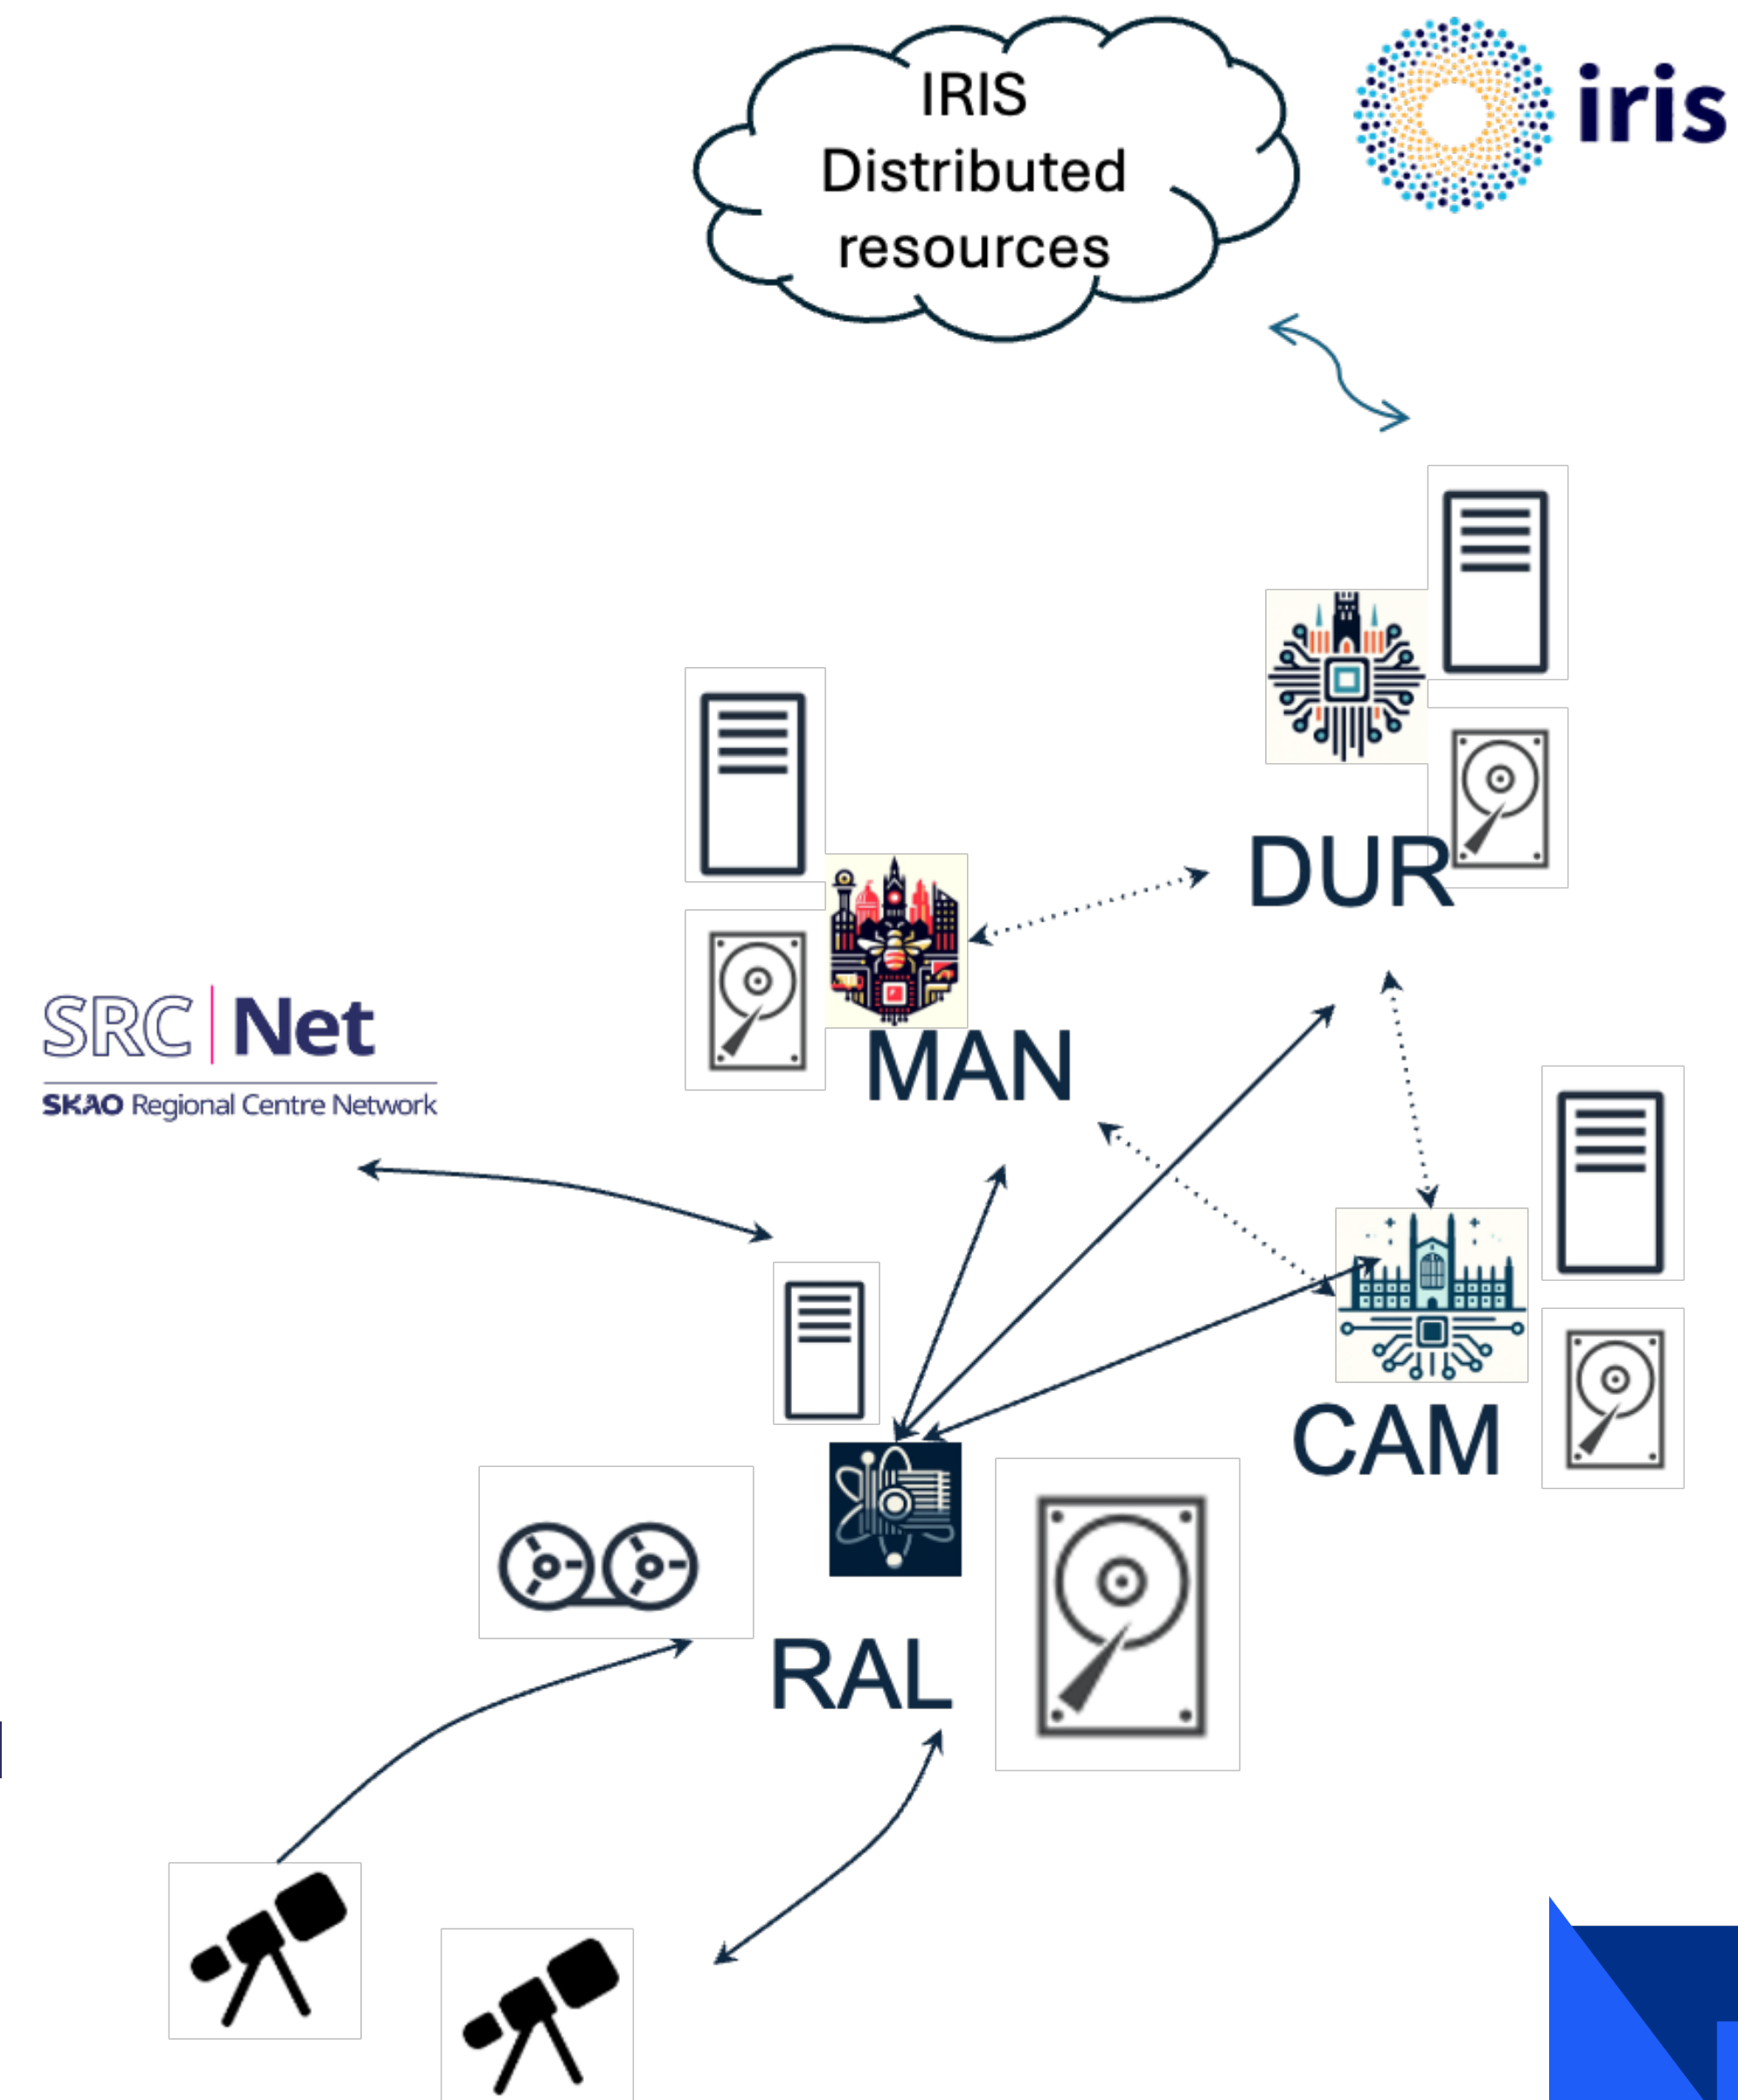 IRIS
Distributed
resources
iris
DUR
MAN
SRC | Net
SKAO Regional Centre Network
CAM
RAL